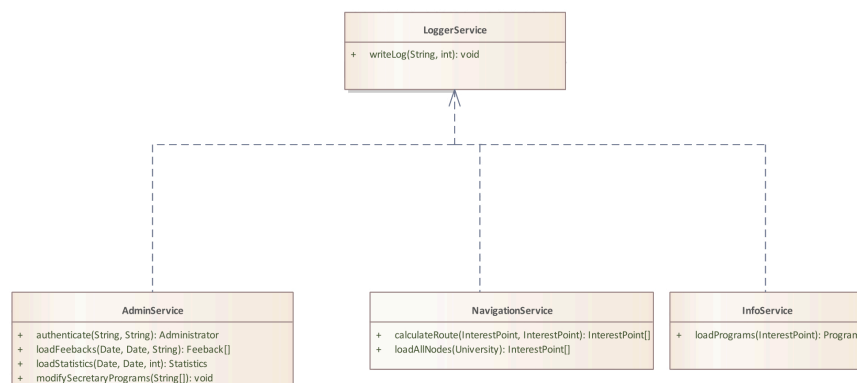 LoggerService
+ writeLog(String, int): void
AdminService
+ authenticate(String, String): Administrator
+ loadFeebacks(Date, Date, String): Feeback[]
+ loadStatistics(Date, Date, int): Statistics
+ modifySecretaryPrograms(String[]): void
NavigationService
+ calculateRoute(InterestPoint, InterestPoint): InterestPoint[]
+ loadAllNodes(University): InterestPoint[]
InfoService
+ loadPrograms(InterestPoint): Program